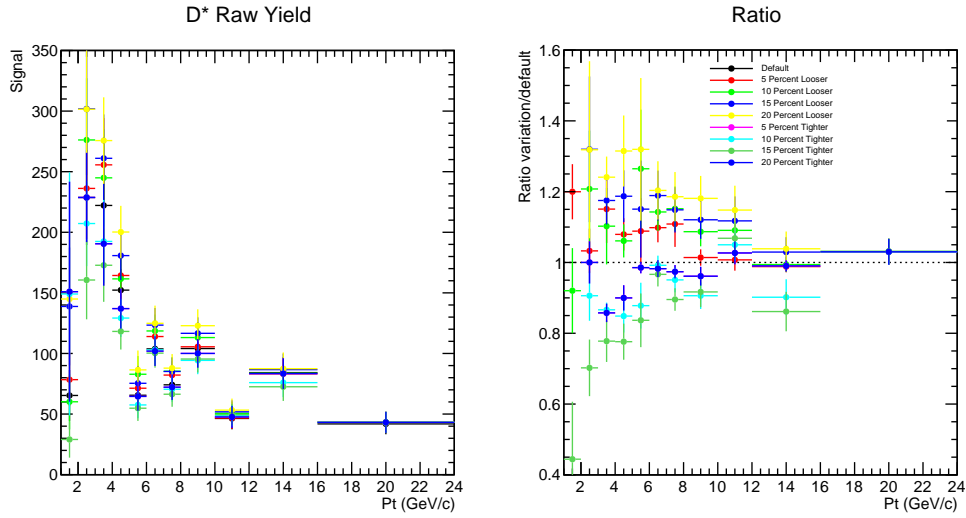 D* Raw Yield
Signal
350
300
250
200
150
100
50
0
2 4 6 8 10 12 14 16 18 20 22 24
Pt (GeV/c)
Ratio
Ratio variation/default
1.6
1.4
1.2
1
0.8
0.6
0.4
Default
5 Percent Looser
10 Percent Looser
15 Percent Looser
20 Percent Looser
5 Percent Tighter
10 Percent Tighter
15 Percent Tighter
20 Percent Tighter
2 4 6 8 10 12 14 16 18 20 22 24
Pt (GeV/c)